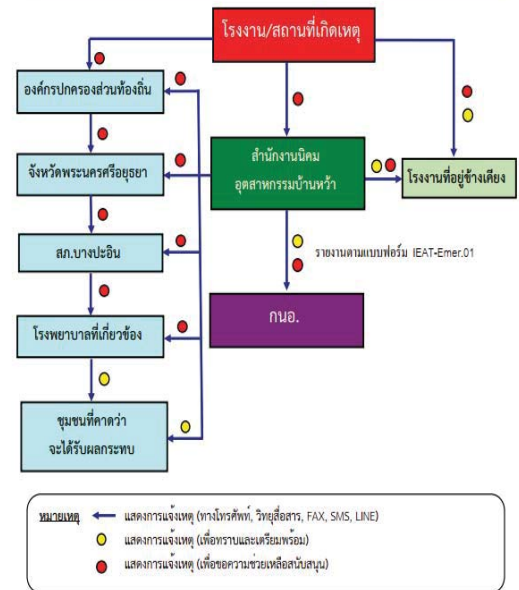 โรงงาน/สถานที่เกิดเหตุ
องค์กรปกครองส่วนท้องถิ่น
สำนักงานนิคม
อุตสาหกรรมบ้านหว้า
โรงงานที่อยู่ข้างเคียง
จังหวัดพระนครศรีอยุธยา
สภ.บางปะอิน
รายงานตามแบบฟอร์ม IEAT-Emer.01
กนอ.
โรงพยาบาลที่เกี่ยวข้อง
ชุมชนที่คาดว่า
จะได้รับผลกระทบ
หมายเหตุ แสดงการแจ้งเหตุ (ทางโทรศัพท์, วิทยุสื่อสาร, FAX, SMS, LINE)
แสดงการแจ้งเหตุ (เพื่อทราบและเตรียมพร้อม)
แสดงการแจ้งเหตุ (เพื่อขอความช่วยเหลือสนับสนุน)